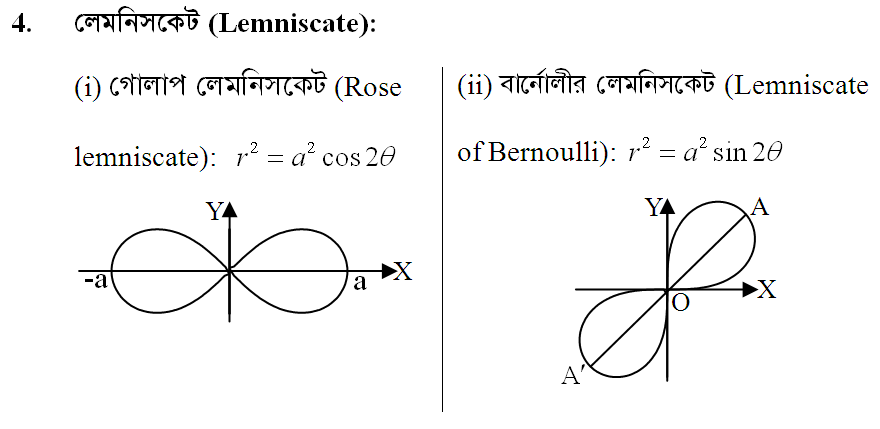 4. লেমনিসকেট (Lemniscate):
(i) গোলাপ লেমনিসকেট (Rose
lemniscate): r² = a² cos 2θ
Y
X
-a
a
(ii) বার্নোলীর লেমনিসকেট (Lemniscate
of Bernoulli): r² = a² sin 2θ
Y
A
X
O
A′